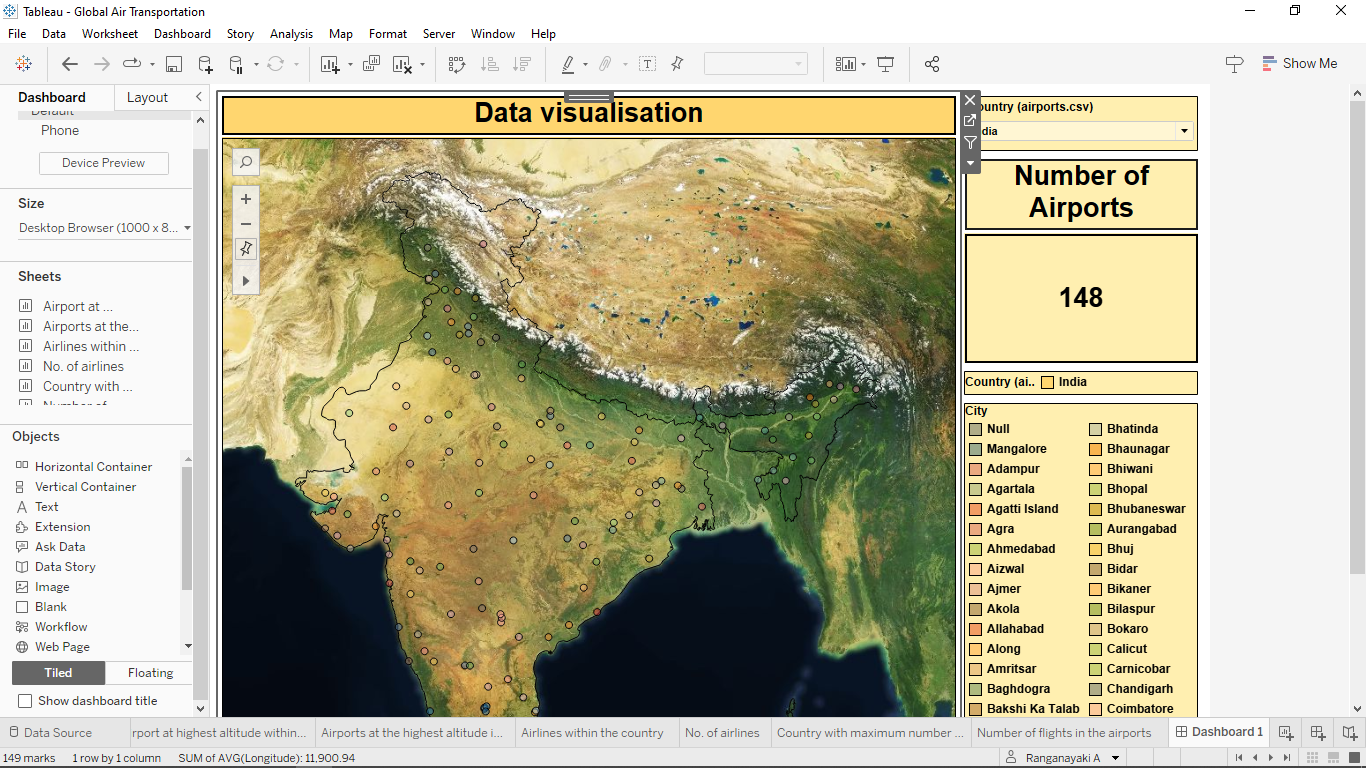 Tableau - Global Air Transportation
File Data Worksheet Dashboard Story Analysis Map Format Server Window Help
Show Me
Dashboard Layout
Default
Phone
Device Preview
Size
Desktop Browser (1000 x 8...
Sheets
Airport at ...
Airports at the...
Airlines within ...
No. of airlines
Country with ...
Number of
Objects
Horizontal Container
Vertical Container
Text
Extension
Ask Data
Data Story
Image
Blank
Workflow
Web Page
Tiled Floating
Show dashboard title
Data visualisation
ountry (airports.csv)
dia
Number of
Airports
148
Country (ai.. India
City
Null Bhatinda
Mangalore Bhaunagar
Adampur Bhiwani
Agartala Bhopal
Agatti Island Bhubaneswar
Agra Aurangabad
Ahmedabad Bhuj
Aizwal Bidar
Ajmer Bikaner
Akola Bilaspur
Allahabad Bokaro
Along Calicut
Amritsar Carnicobar
Baghdogra Chandigarh
Bakshi Ka Talab Coimbatore
Data Source rport at highest altitude within... Airports at the highest altitude i... Airlines within the country No. of airlines Country with maximum number ... Number of flights in the airports Dashboard 1
149 marks 1 row by 1 column SUM of AVG(Longitude): 11,900.94 Ranganayaki A